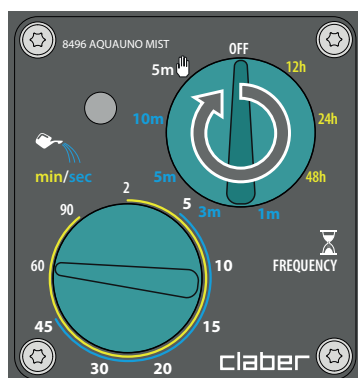 8496 AQUAUNO MIST
OFF
5m
12h
10m
24h
5m
48h
3m
1m
min/sec
FREQUENCY
2
5
10
15
20
30
45
60
90
claber